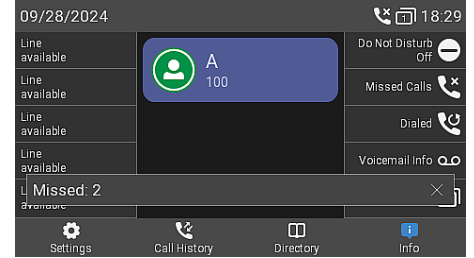 09/28/2024
1
18:29
Line
available
Line
available
Line
available
Line
available
A
100
Do Not Disturb
Off
Missed Calls
Dialed
Voicemail Info
Missed: 2
available
Settings
Call History
Directory
Info